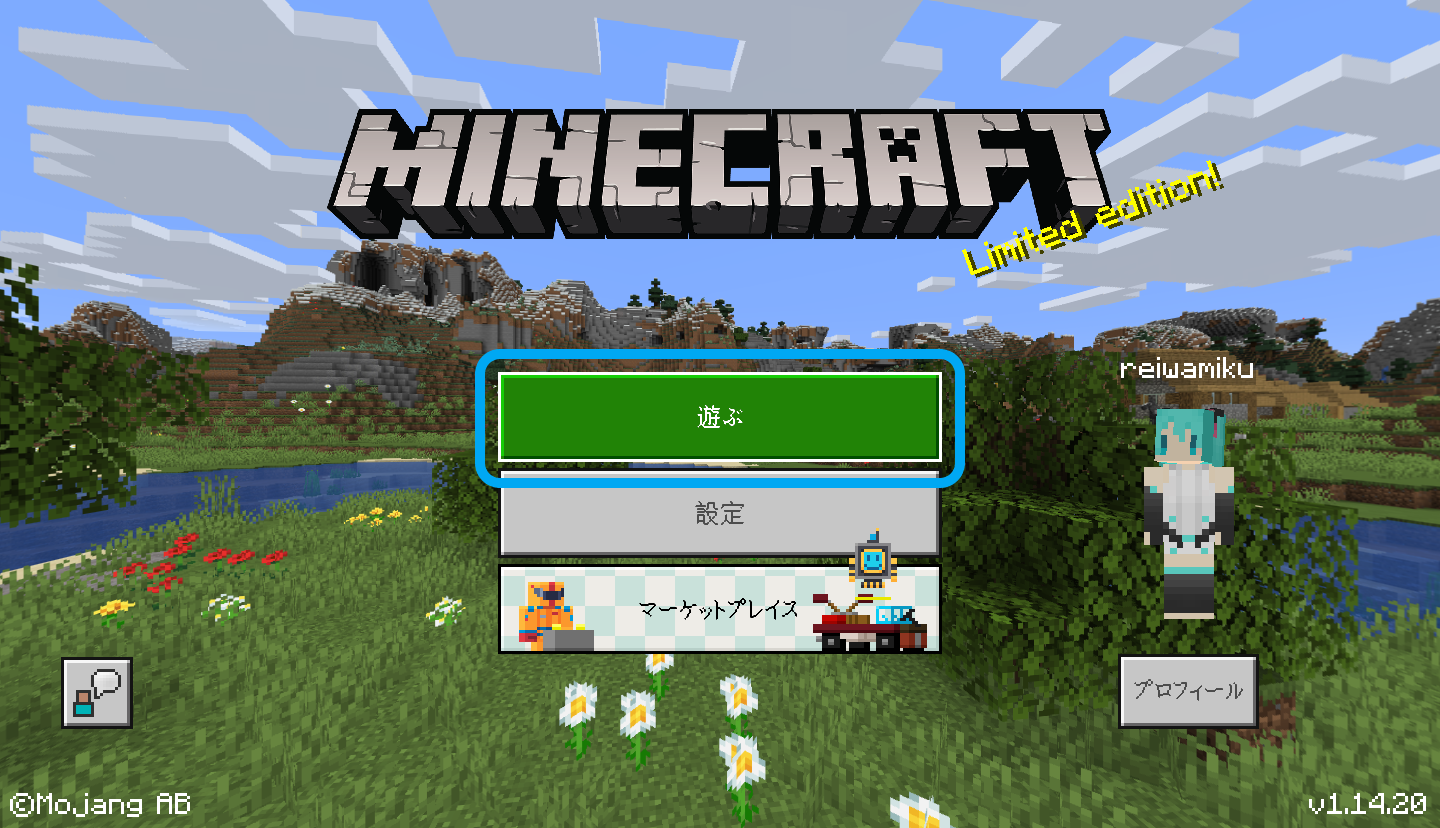 MINECRAFT
Limited edition!
reiwamiku
遊ぶ
設定
マーケットプレイス
プロフィール
©Mojang AB
v1.14.20